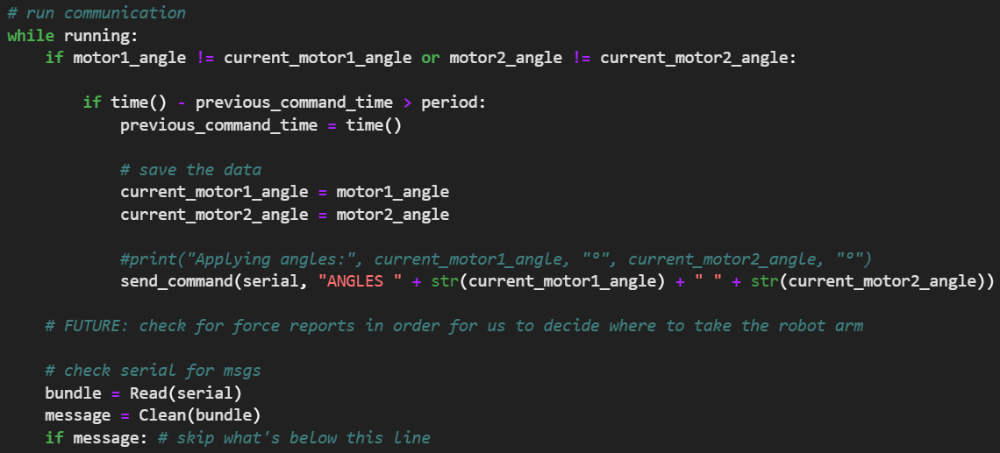 # run communication
while running:
    if motor1_angle != current_motor1_angle or motor2_angle != current_motor2_angle:

        if time() - previous_command_time > period:
            previous_command_time = time()

            # save the data
            current_motor1_angle = motor1_angle
            current_motor2_angle = motor2_angle

            #print("Applying angles:", current_motor1_angle, "°", current_motor2_angle, "°")
            send_command(serial, "ANGLES " + str(current_motor1_angle) + " " + str(current_motor2_angle))

    # FUTURE: check for force reports in order for us to decide where to take the robot arm

    # check serial for msgs
    bundle = Read(serial)
    message = Clean(bundle)
    if message: # skip what's below this line